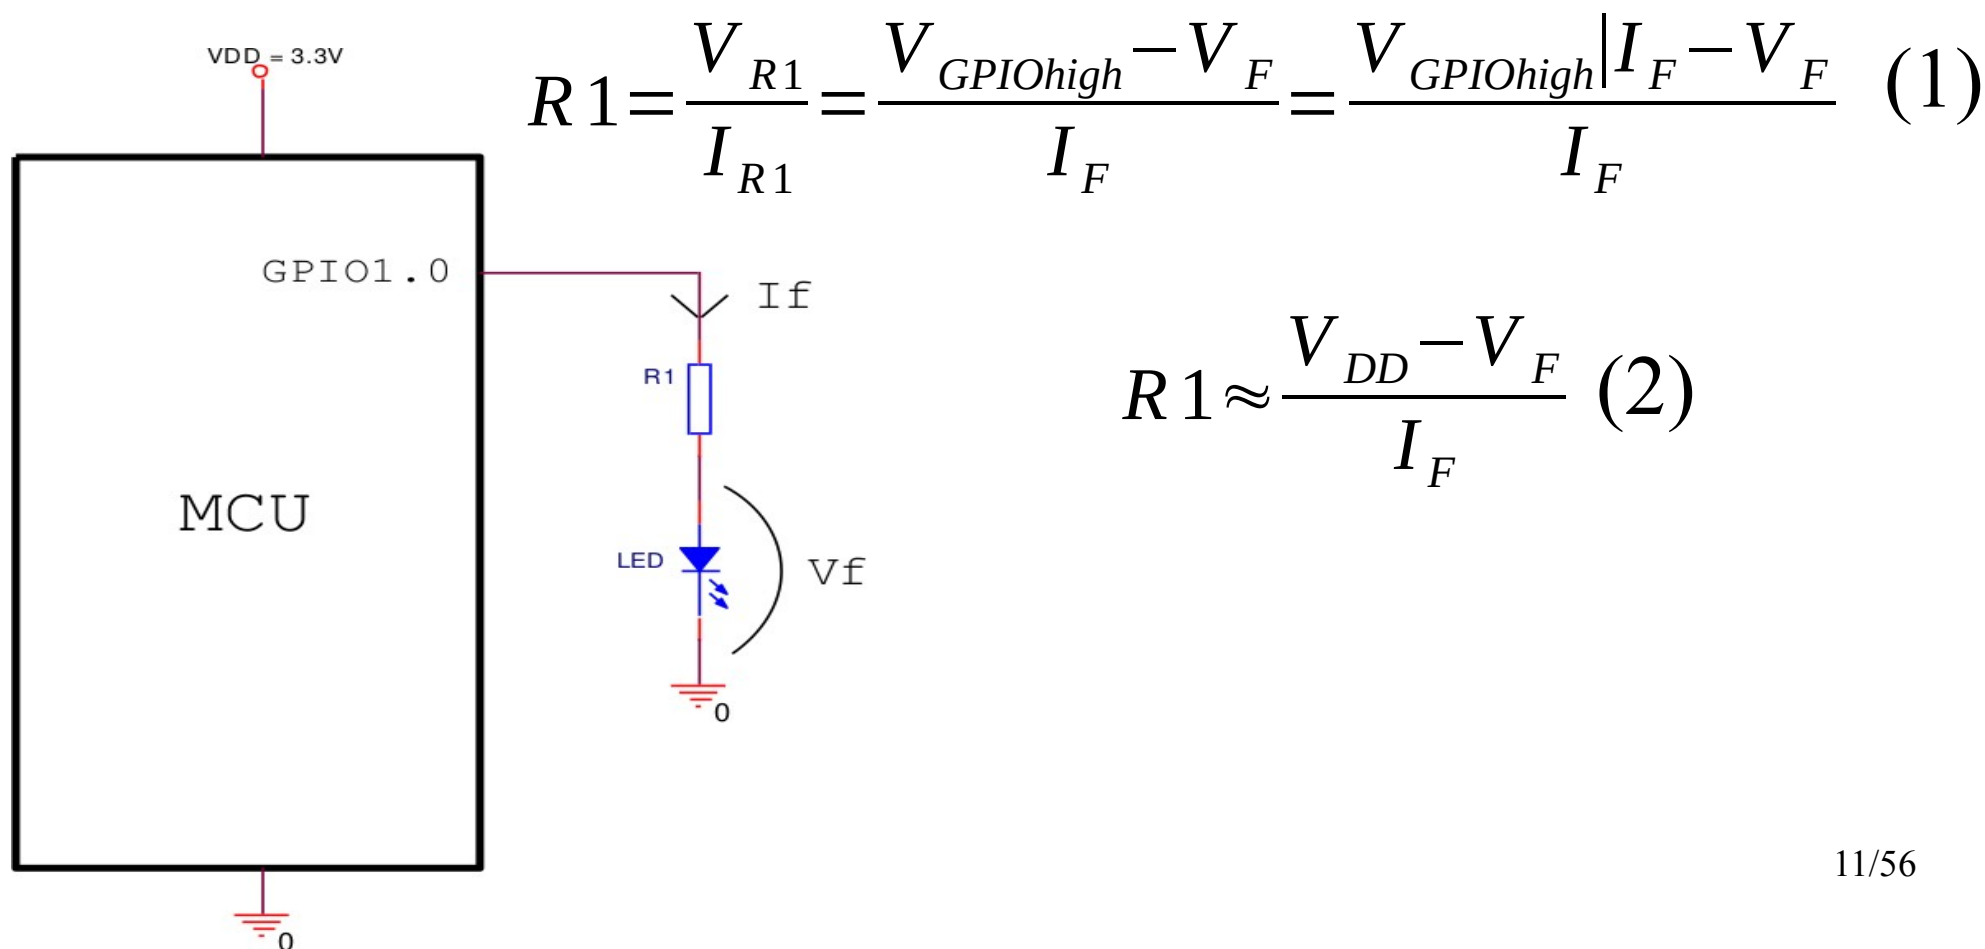 VDD = 3.3V
R1 = V_R1 / I_R1 = (V_GPIOhigh − V_F) / I_F = (V_GPIOhigh|I_F − V_F) / I_F (1)
GPIO1.0
If
R1 ≈ (V_DD − V_F) / I_F (2)
R1
MCU
LED
Vf
0
11/56
0